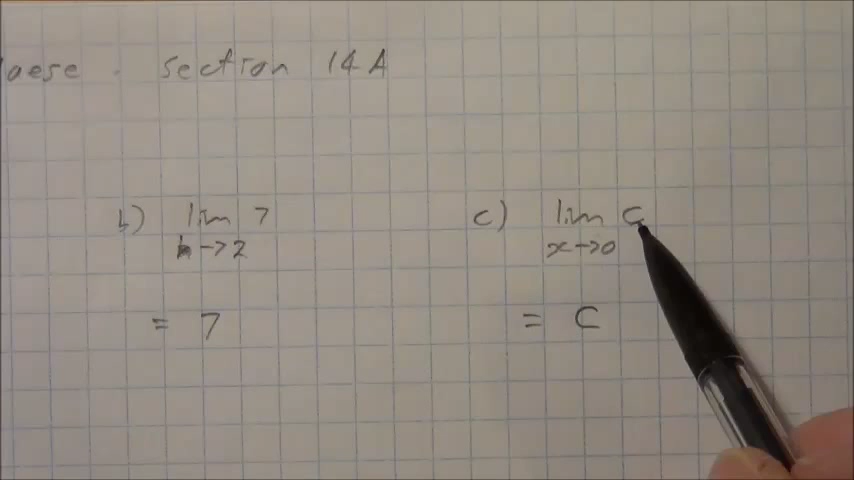 section 14A
b) lim 7
h→2
= 7
c) lim c
x→0
= C